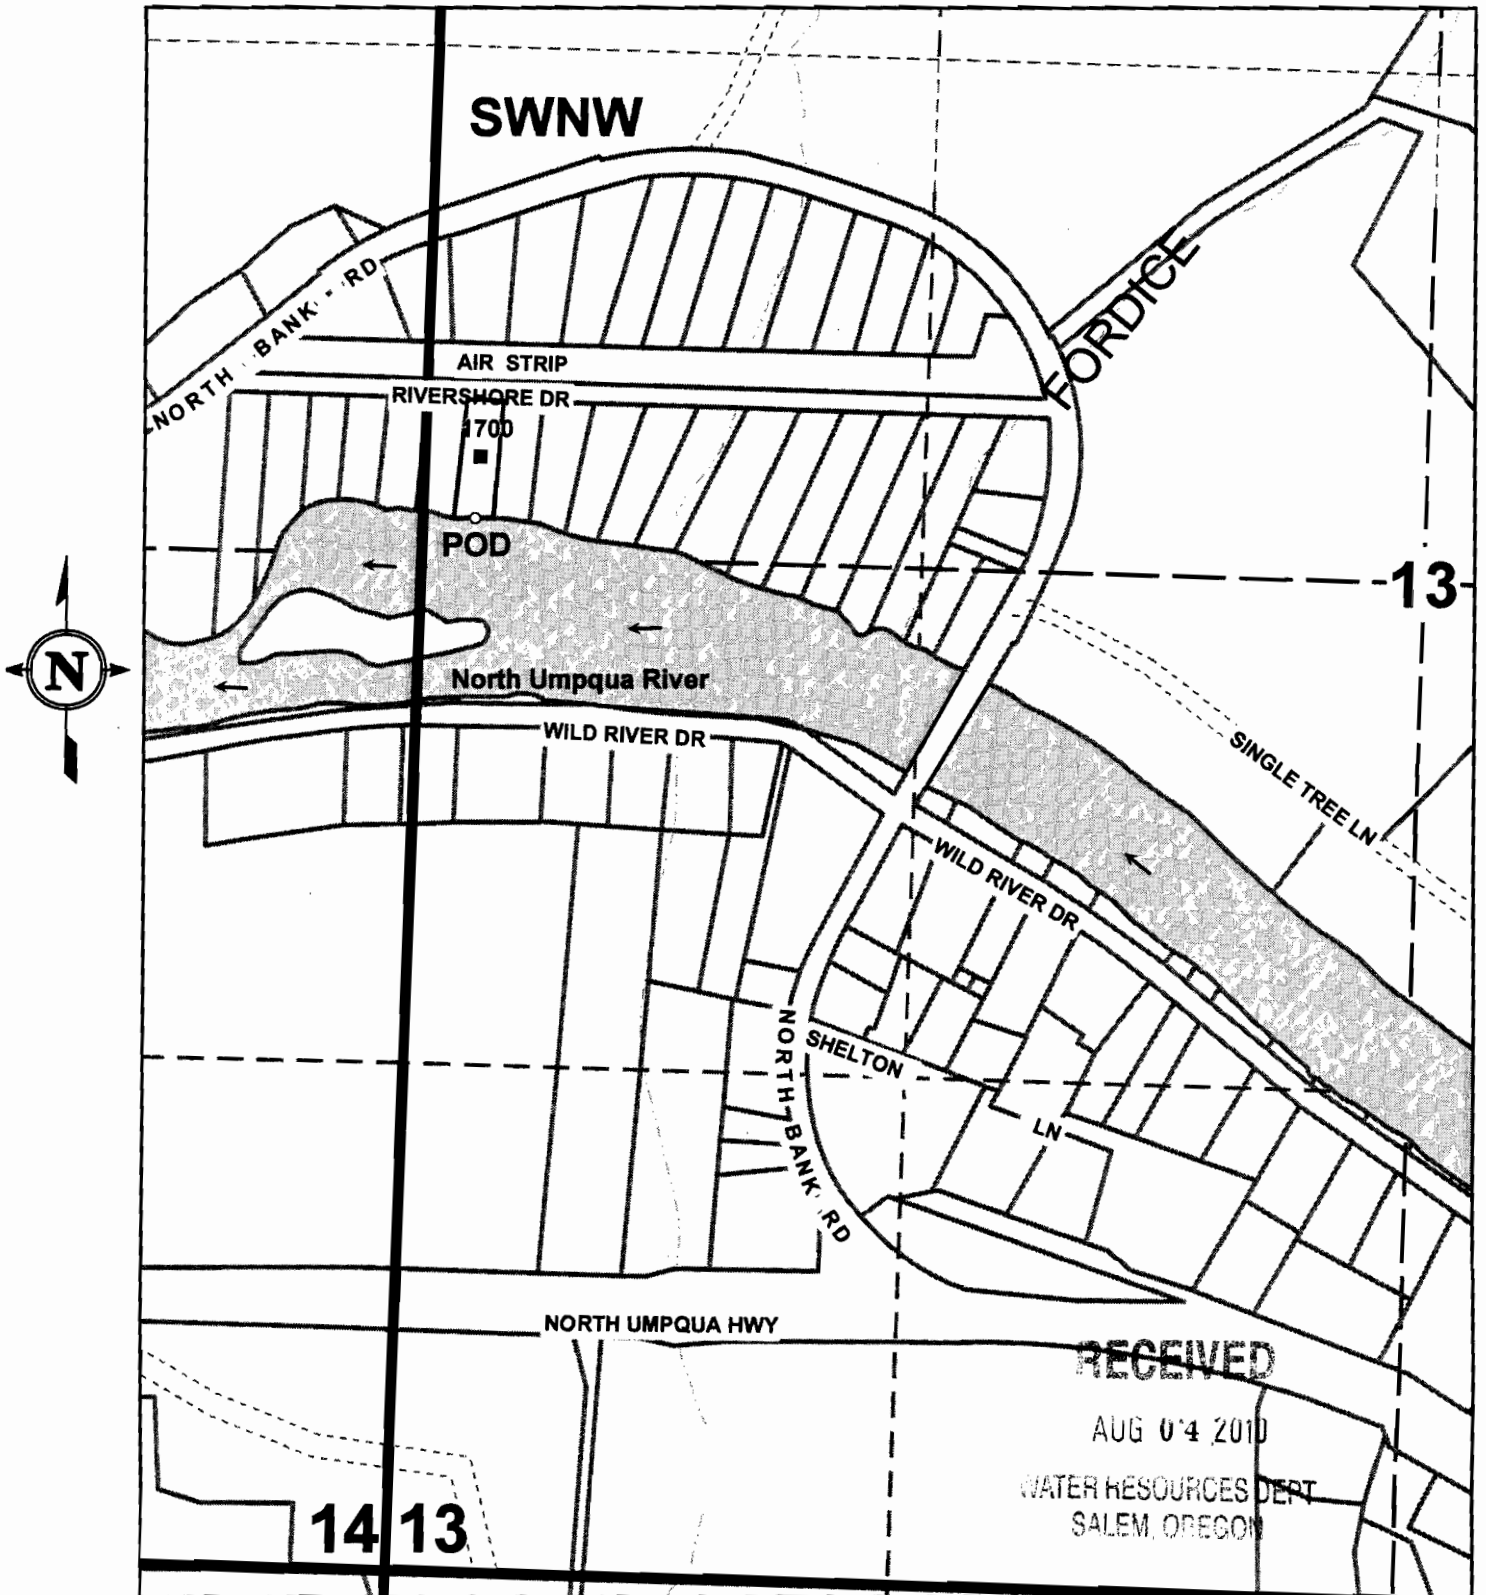 SWNW
FORDICE
NORTH BANK RD
AIR STRIP
RIVERSHORE DR
1700
POD
13
N
North Umpqua River
WILD RIVER DR
SINGLE TREE LN
WILD RIVER DR
SHELTON LN
NORTH BANK RD
NORTH UMPQUA HWY
RECEIVED
AUG 04 2010
WATER RESOURCES DEPT
SALEM, OREGON
14 13